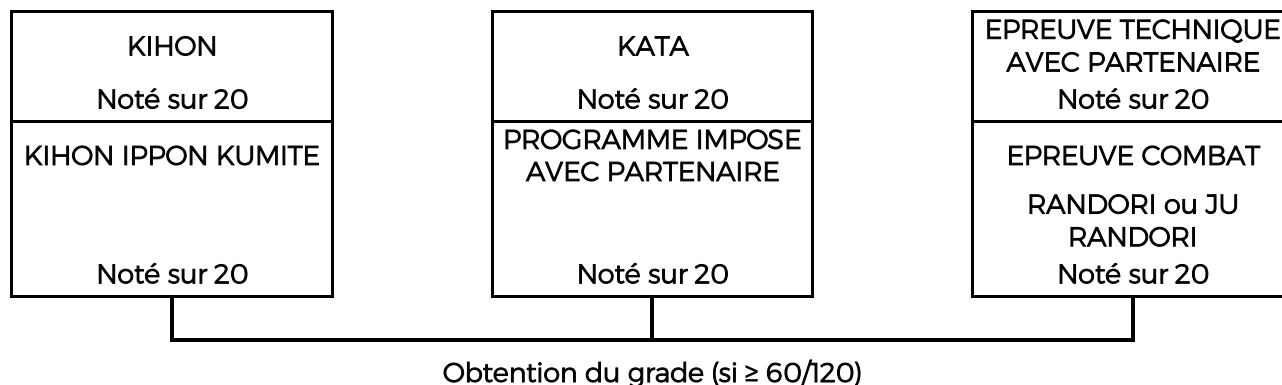 KIHON
Noté sur 20
KIHON IPPON KUMITE
Noté sur 20
KATA
Noté sur 20
PROGRAMME IMPOSE
AVEC PARTENAIRE
Noté sur 20
EPREUVE TECHNIQUE
AVEC PARTENAIRE
Noté sur 20
EPREUVE COMBAT
RANDORI ou JU
RANDORI
Noté sur 20
Obtention du grade (si ≥ 60/120)